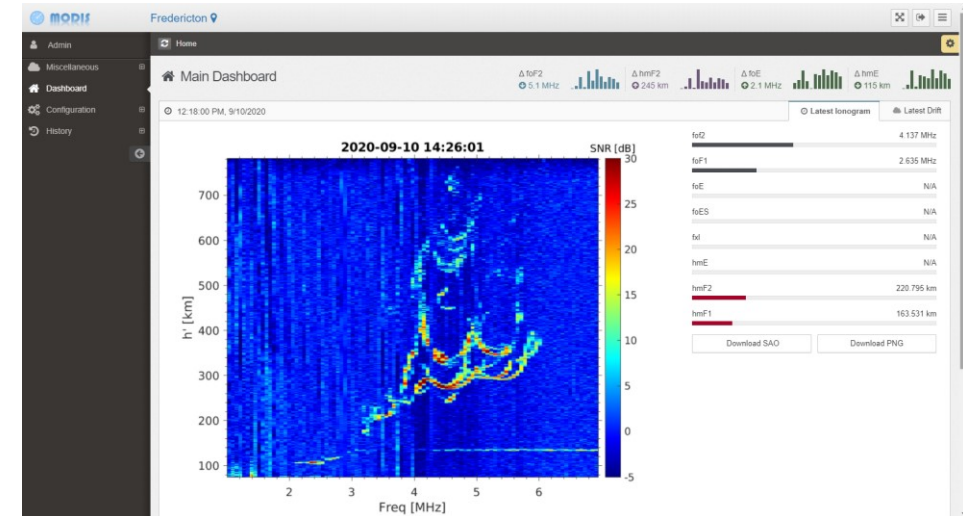 MODIS
Fredericton
Admin
Home
Miscellaneous
Dashboard
Configuration
History
Main Dashboard
Δ foF2
5.1 MHz
Δ hmF2
245 km
Δ foE
2.1 MHz
Δ hmE
115 km
12:18:00 PM, 9/10/2020
Latest Ionogram
Latest Drift
2020-09-10 14:26:01
SNR [dB]
30
25
20
15
10
5
0
-5
700
600
500
400
300
200
100
h' [km]
2 3 4 5 6
Freq [MHz]
fof2 4.137 MHz
foF1 2.635 MHz
foE N/A
foES N/A
fxI N/A
hmE N/A
hmF2 220.795 km
hmF1 163.531 km
Download SAO
Download PNG